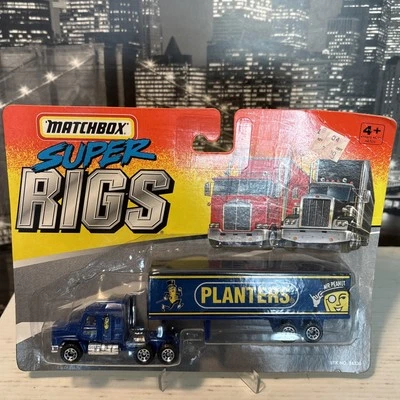 MATCHBOX
SUPER
RIGS
4+
PLANTERS
MR. PEANUT